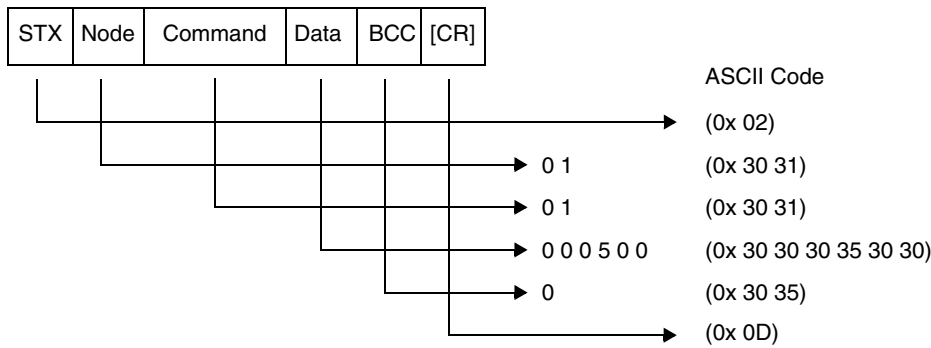 STX Node Command Data BCC [CR]
ASCII Code
(0x 02)
0 1 (0x 30 31)
0 1 (0x 30 31)
0 0 0 5 0 0 (0x 30 30 30 35 30 30)
0 (0x 30 35)
(0x 0D)